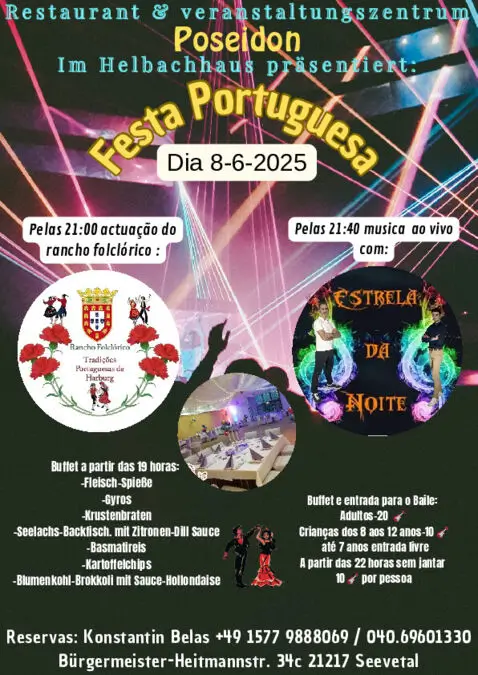 Restaurant & veranstaltungszentrum
Poseidon
Im Helbachhaus präsentiert:
Festa Portuguesa
Dia 8-6-2025
Pelas 21:00 actuação do
rancho folclórico :
Pelas 21:40 musica ao vivo
com:
Rancho Folclórico
Tradições
Portuguesas de
Harburg
Estrela
da
Noite
Buffet a partir das 19 horas:
-Fleisch-Spieße
-Gyros
-Krustenbraten
-Seelachs-Backfisch. mit Zitronen-Dill Sauce
-Basmatireis
-Kartoffelchips
-Blumenkohl-Brokkoli mit Sauce-Hollondaise
Buffet e entrada para o Baile:
Adultos-20
Crianças dos 8 aos 12 anos-10
até 7 anos entrada livre
A partir das 22 horas sem jantar
10 por pessoa
Reservas: Konstantin Belas +49 1577 9888069 / 040.69601330
Bürgermeister-Heitmannstr. 34c 21217 Seevetal